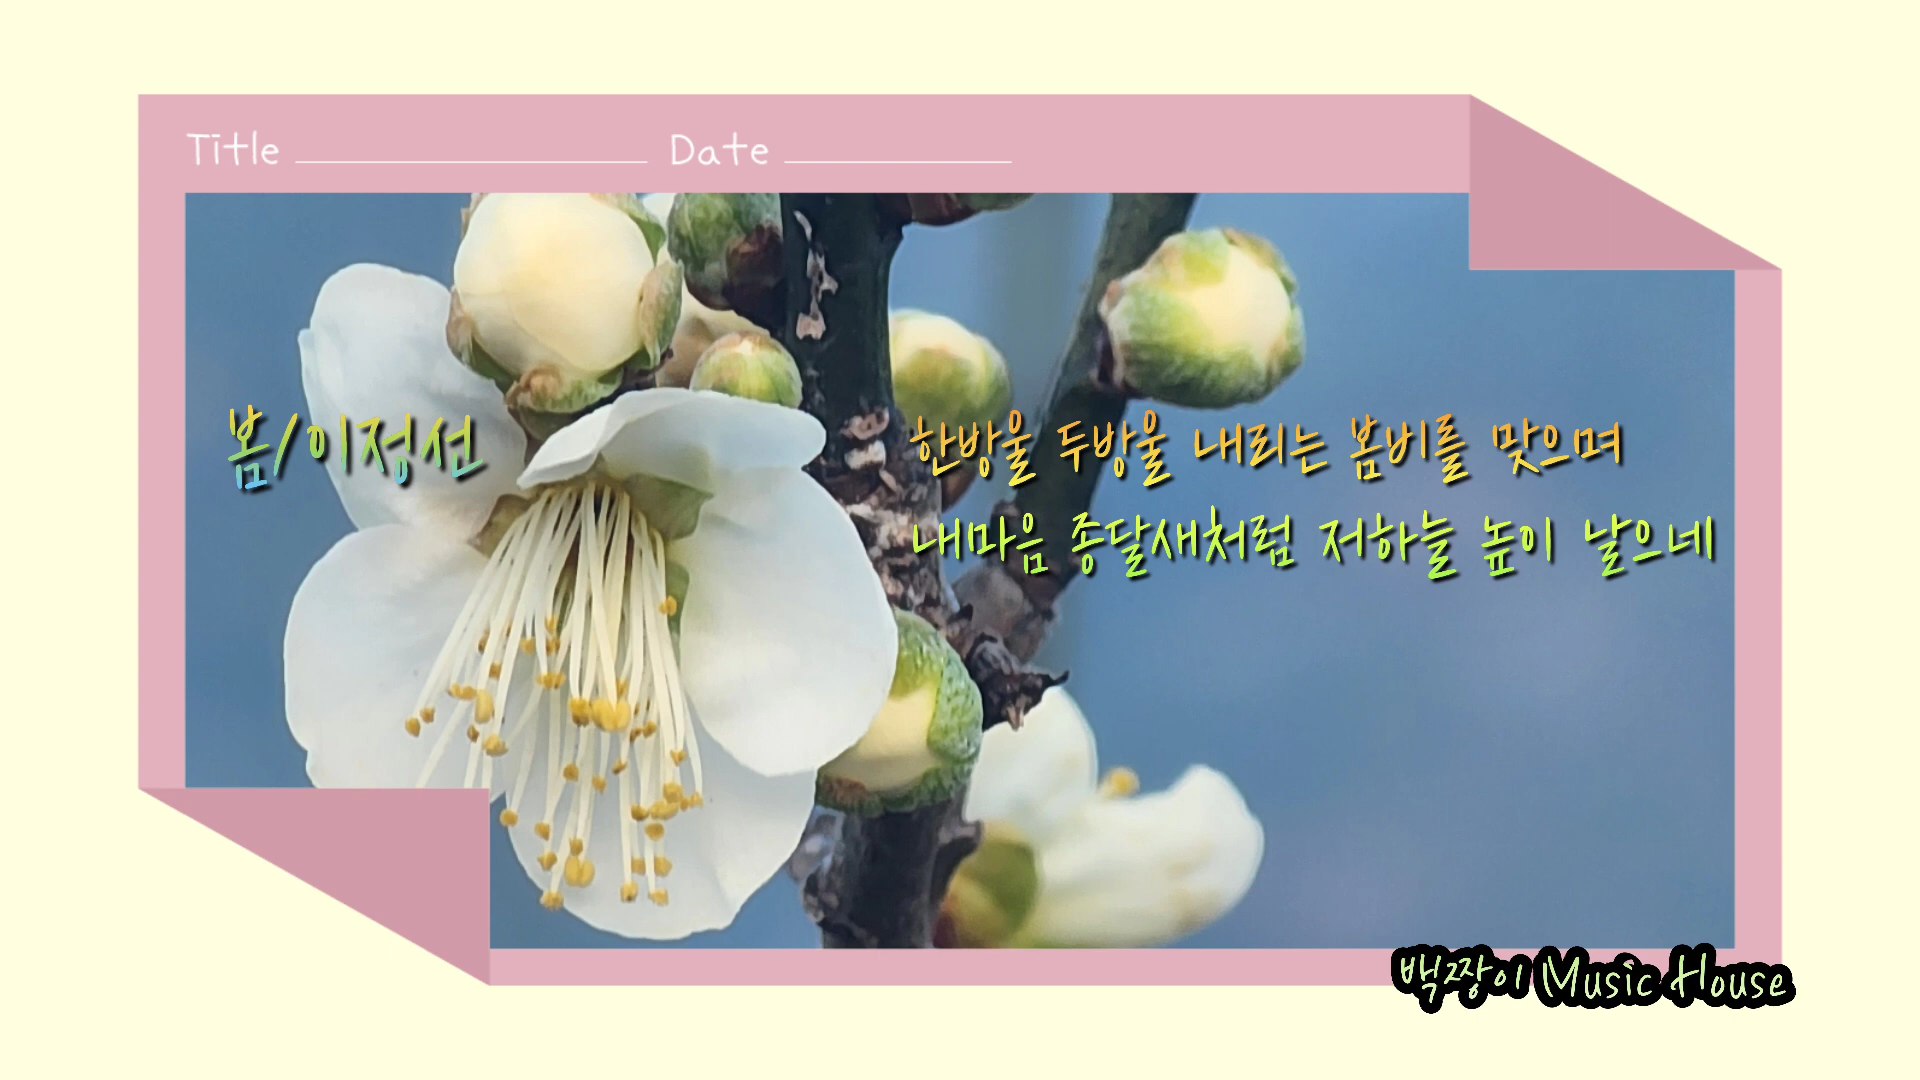 Title Date
봄/이정선
한방울 두방울 내리는 봄비를 맞으며
내마음 종달새처럼 저하늘 높이 날으네
백2장이 Music House